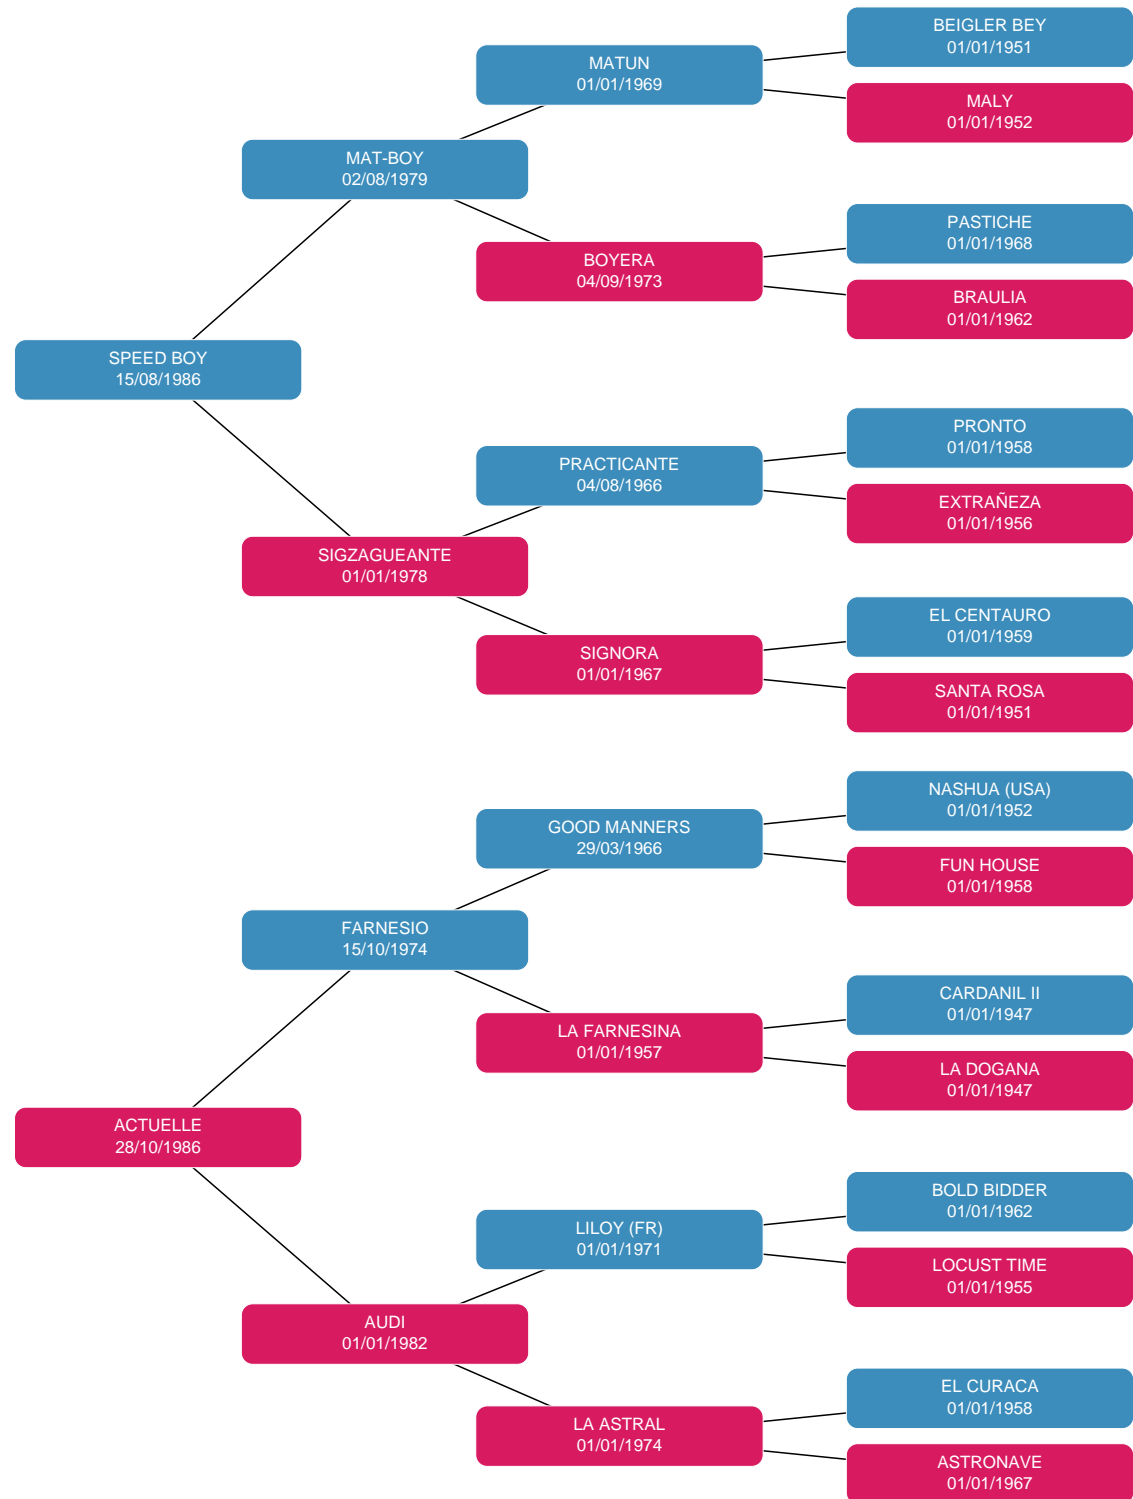 BEIGLER BEY
01/01/1951
MATUN
01/01/1969
MALY
01/01/1952
MAT-BOY
02/08/1979
PASTICHE
01/01/1968
BOYERA
04/09/1973
BRAULIA
01/01/1962
SPEED BOY
15/08/1986
PRONTO
01/01/1958
PRACTICANTE
04/08/1966
EXTRAÑEZA
01/01/1956
SIGZAGUEANTE
01/01/1978
EL CENTAURO
01/01/1959
SIGNORA
01/01/1967
SANTA ROSA
01/01/1951
NASHUA (USA)
01/01/1952
GOOD MANNERS
29/03/1966
FUN HOUSE
01/01/1958
FARNESIO
15/10/1974
CARDANIL II
01/01/1947
LA FARNESINA
01/01/1957
LA DOGANA
01/01/1947
ACTUELLE
28/10/1986
BOLD BIDDER
01/01/1962
LILOY (FR)
01/01/1971
LOCUST TIME
01/01/1955
AUDI
01/01/1982
EL CURACA
01/01/1958
LA ASTRAL
01/01/1974
ASTRONAVE
01/01/1967